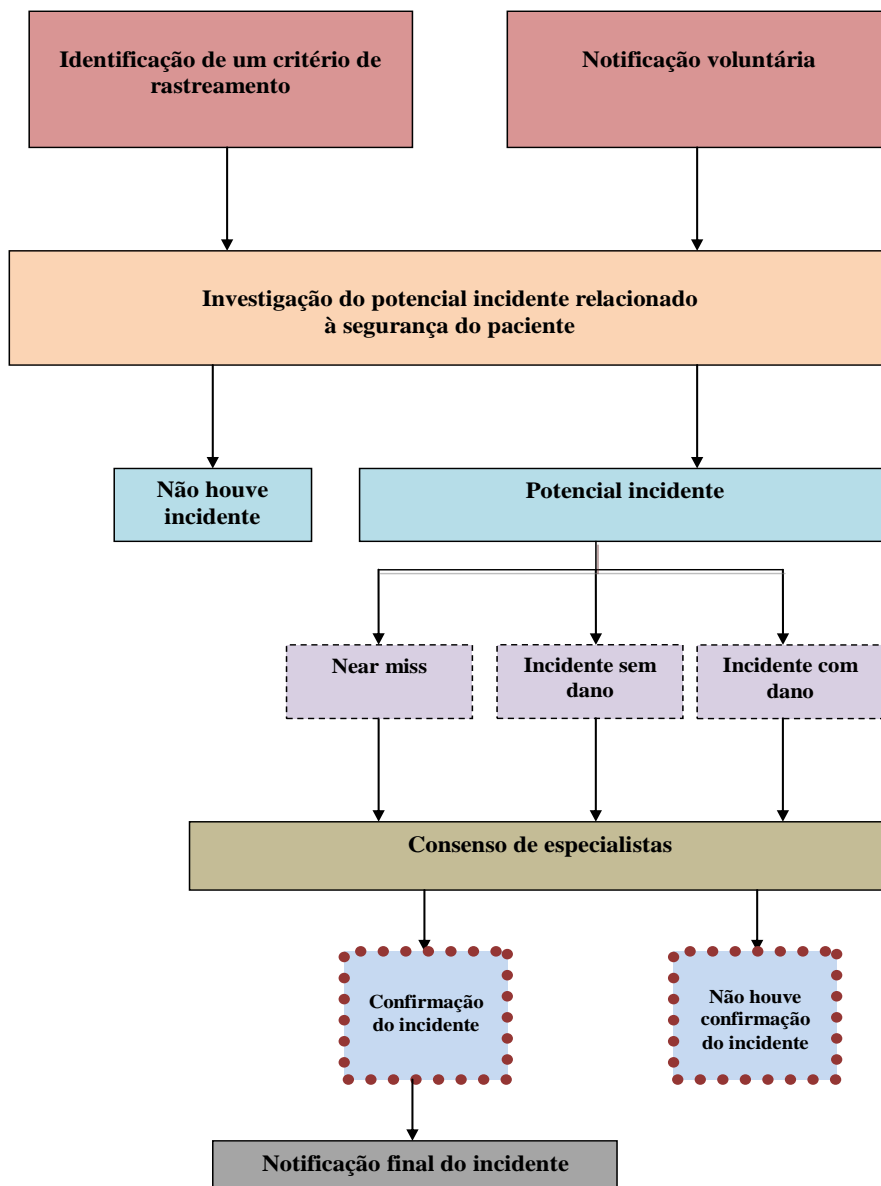 Identificação de um critério de
rastreamento
Notificação voluntária
Investigação do potencial incidente relacionado
à segurança do paciente
Não houve
incidente
Potencial incidente
Near miss
Incidente sem
dano
Incidente com
dano
Consenso de especialistas
Confirmação
do incidente
Não houve
confirmação
do incidente
Notificação final do incidente